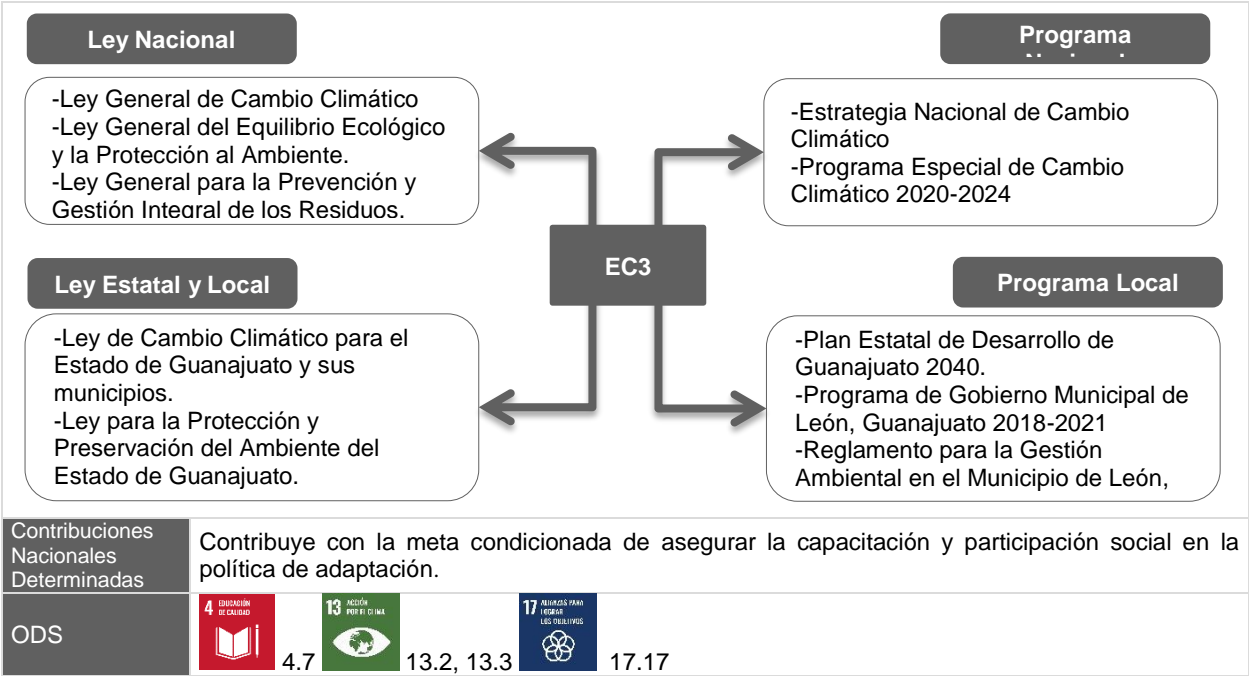 Ley Nacional
-Ley General de Cambio Climático
-Ley General del Equilibrio Ecológico
y la Protección al Ambiente.
-Ley General para la Prevención y
Gestión Integral de los Residuos.
Programa
-Estrategia Nacional de Cambio
Climático
-Programa Especial de Cambio
Climático 2020-2024
EC3
Ley Estatal y Local
-Ley de Cambio Climático para el
Estado de Guanajuato y sus
municipios.
-Ley para la Protección y
Preservación del Ambiente del
Estado de Guanajuato.
Programa Local
-Plan Estatal de Desarrollo de
Guanajuato 2040.
-Programa de Gobierno Municipal de
León, Guanajuato 2018-2021
-Reglamento para la Gestión
Ambiental en el Municipio de León,
Contribuciones
Nacionales
Determinadas
Contribuye con la meta condicionada de asegurar la capacitación y participación social en la
política de adaptación.
ODS
4 EDUCACIÓN
DE CALIDAD
4.7
13 ACCIÓN
POR EL CLIMA
13.2, 13.3
17 ALIANZAS PARA
LOGRAR
LOS OBJETIVOS
17.17